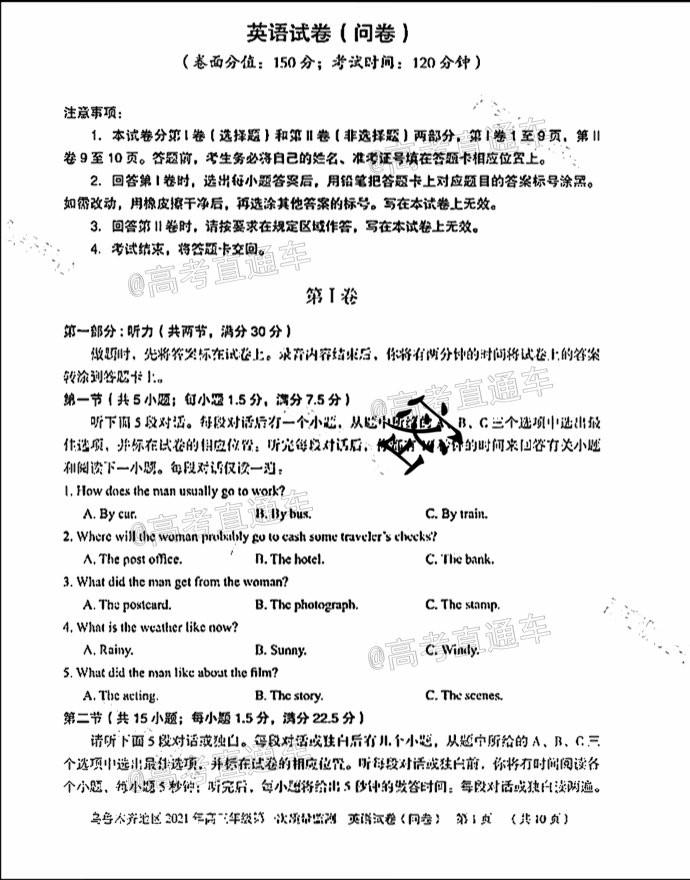 英语试卷(问卷)
(卷面分值:150分;考试时间:120分钟)
注意事项:
1. 本试卷分第Ⅰ卷(选择题)和第Ⅱ卷(非选择题)两部分,第Ⅰ卷1至9页,第Ⅱ
卷9至10页。答题前,考生务必将自己的姓名、准考证号填在答题卡相应位置上。
2. 回答第Ⅰ卷时,选出每小题答案后,用铅笔把答题卡上对应题目的答案标号涂黑。
如需改动,用橡皮擦干净后,再选涂其他答案的标号。写在本试卷上无效。
3. 回答第Ⅱ卷时,请按要求在规定区域作答,写在本试卷上无效。
4. 考试结束,将答题卡交回。
@高考直通车
第Ⅰ卷
第一部分:听力(共两节,满分30分)
做题时,先将答案标在试卷上。录音内容结束后,你将有两分钟的时间将试卷上的答案
转涂到答题卡上。
第一节(共5小题;每小题1.5分,满分7.5分)
@高考直通车
听下面5段对话。每段对话后有一个小题,从题中所给的A、B、C三个选项中选出最
佳选项,并标在试卷的相应位置。听完每段对话后,你都有10秒钟的时间来回答有关小题
和阅读下一小题。每段对话仅读一遍。
1. How does the man usually go to work?
A. By car. B. By bus. C. By train.
@高考直通车
2. Where will the woman probably go to cash some traveler's checks?
A. The post office. B. The hotel. C. The bank.
3. What did the man get from the woman?
A. The postcard. B. The photograph. C. The stamp.
4. What is the weather like now?
A. Rainy. B. Sunny. C. Windy.
@高考直通车
5. What did the man like about the film?
A. The acting. B. The story. C. The scenes.
第二节(共15小题;每小题1.5分,满分22.5分)
请听下面5段对话或独白。每段对话或独白后有几个小题,从题中所给的A、B、C三
个选项中选出最佳选项,并标在试卷的相应位置。听每段对话或独白前,你将有时间阅读各
个小题,每小题5秒钟;听完后,每小题将给出5秒钟的做答时间。每段对话或独白读两遍。
@高考直通车
乌鲁木齐地区2021年高三年级第一次质量监测 英语试卷(问卷) 第1页 (共10页)